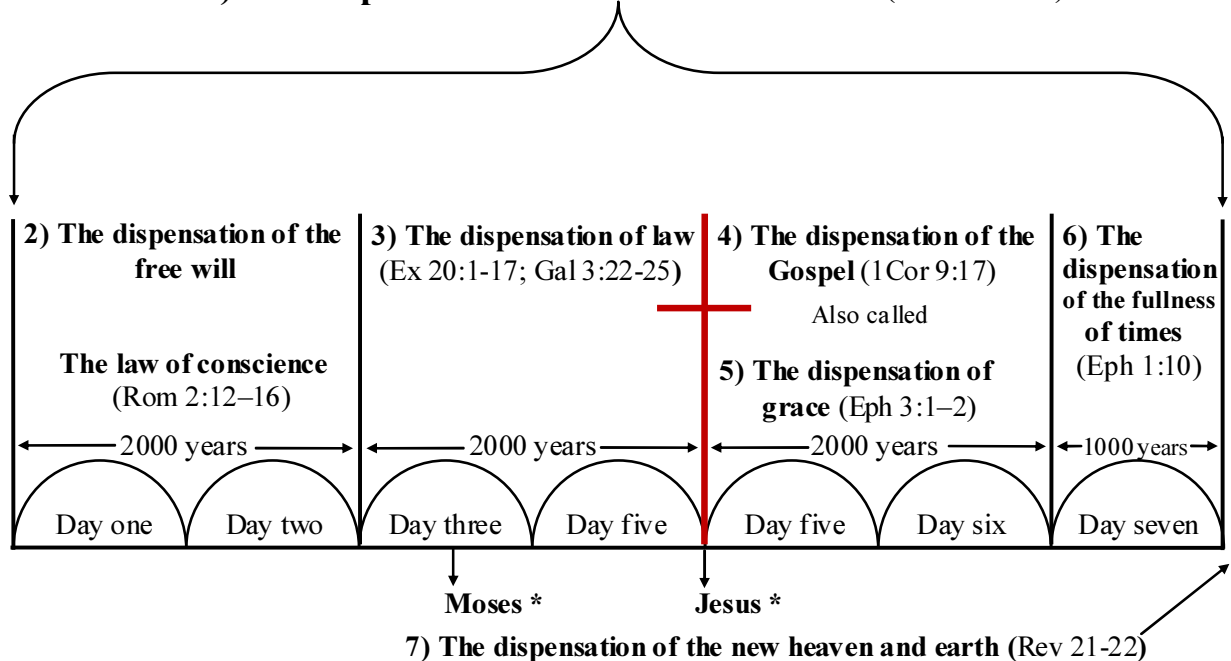 2) The dispensation of the
free will
The law of conscience
(Rom 2:12–16)
3) The dispensation of law
(Ex 20:1-17; Gal 3:22-25)
4) The dispensation of the
Gospel (1Cor 9:17)
Also called
5) The dispensation of
grace (Eph 3:1–2)
6) The
dispensation
of the fullness
of times
(Eph 1:10)
2000 years
2000 years
2000 years
1000 years
Day one
Day two
Day three
Day five
Day five
Day six
Day seven
Moses *
Jesus *
7) The dispensation of the new heaven and earth (Rev 21-22)